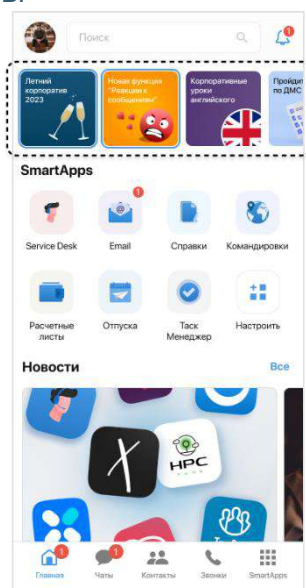 Поиск
1
Летний
корпоратив
2023
Новая функция
"Реакции к
сообщениям"
Корпоративные
уроки
английского
Пройдит
по ДМС
SmartApps
1
Service Desk
Email
Справки
Командировки
Расчетные
листы
Отпуска
Таск
Менеджер
Настроить
Новости
Все
HPC
1
1
Главная
Чаты
Контакты
Звонки
SmartApps